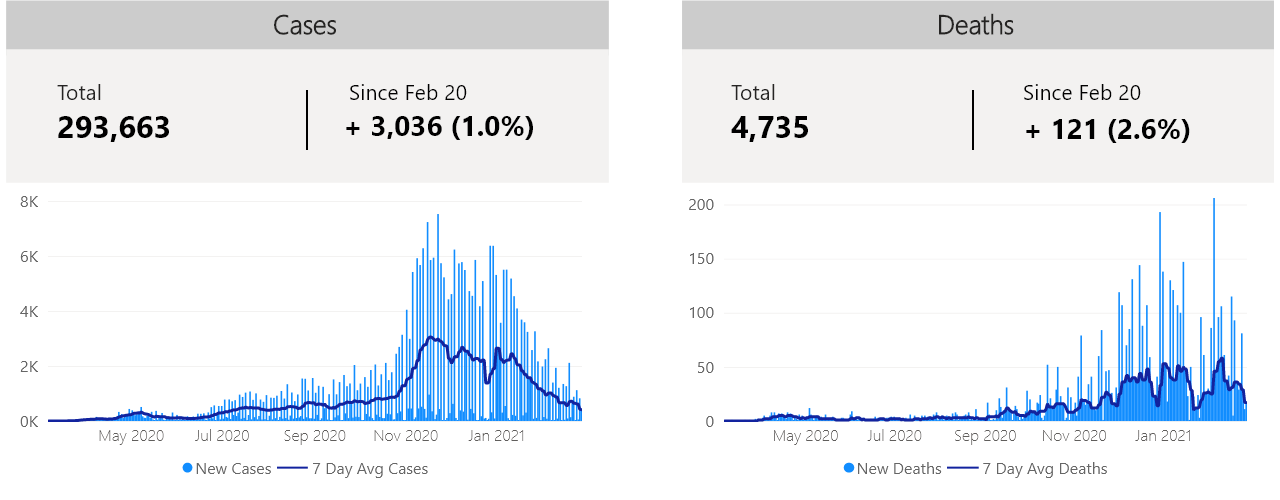 Cases
Total
293,663
Since Feb 20
+ 3,036 (1.0%)
8K
6K
4K
2K
0K
May 2020 Jul 2020 Sep 2020 Nov 2020 Jan 2021
New Cases 7 Day Avg Cases
Deaths
Total
4,735
Since Feb 20
+ 121 (2.6%)
200
150
100
50
0
May 2020 Jul 2020 Sep 2020 Nov 2020 Jan 2021
New Deaths 7 Day Avg Deaths